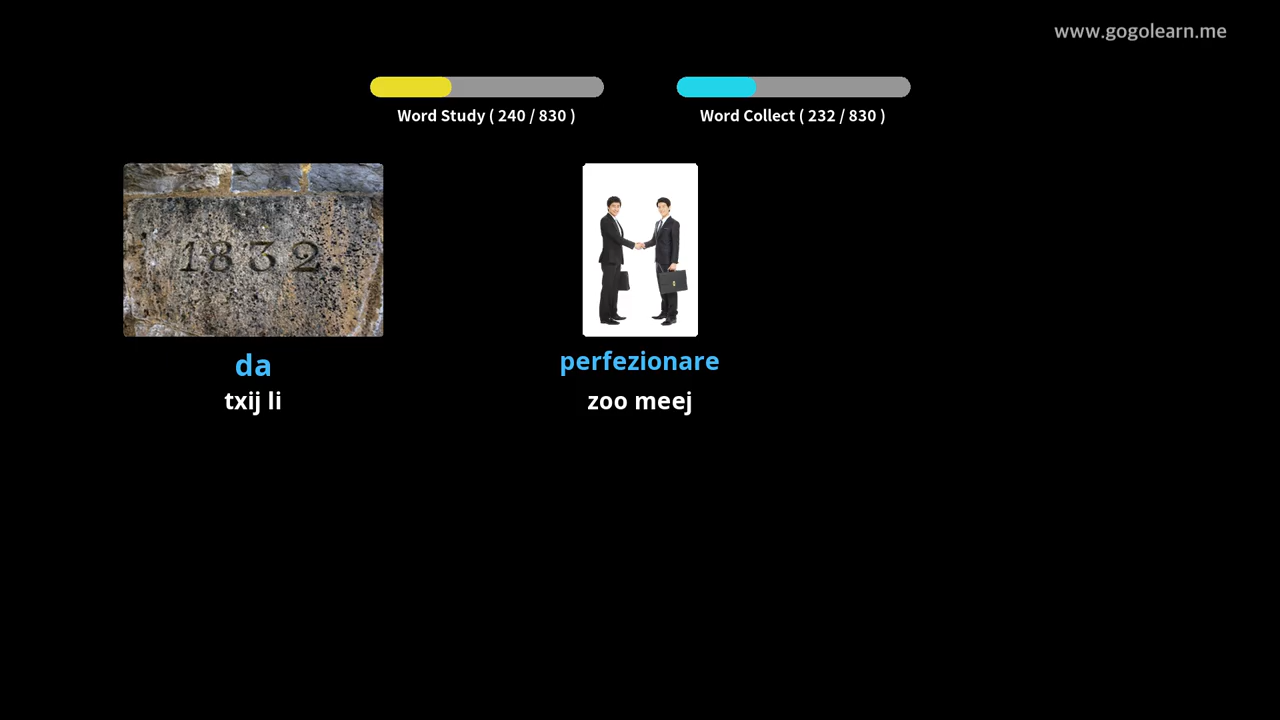 www.gogolearn.me
Word Study ( 240 / 830 )
Word Collect ( 232 / 830 )
1832
da
txij li
perfezionare
zoo meej